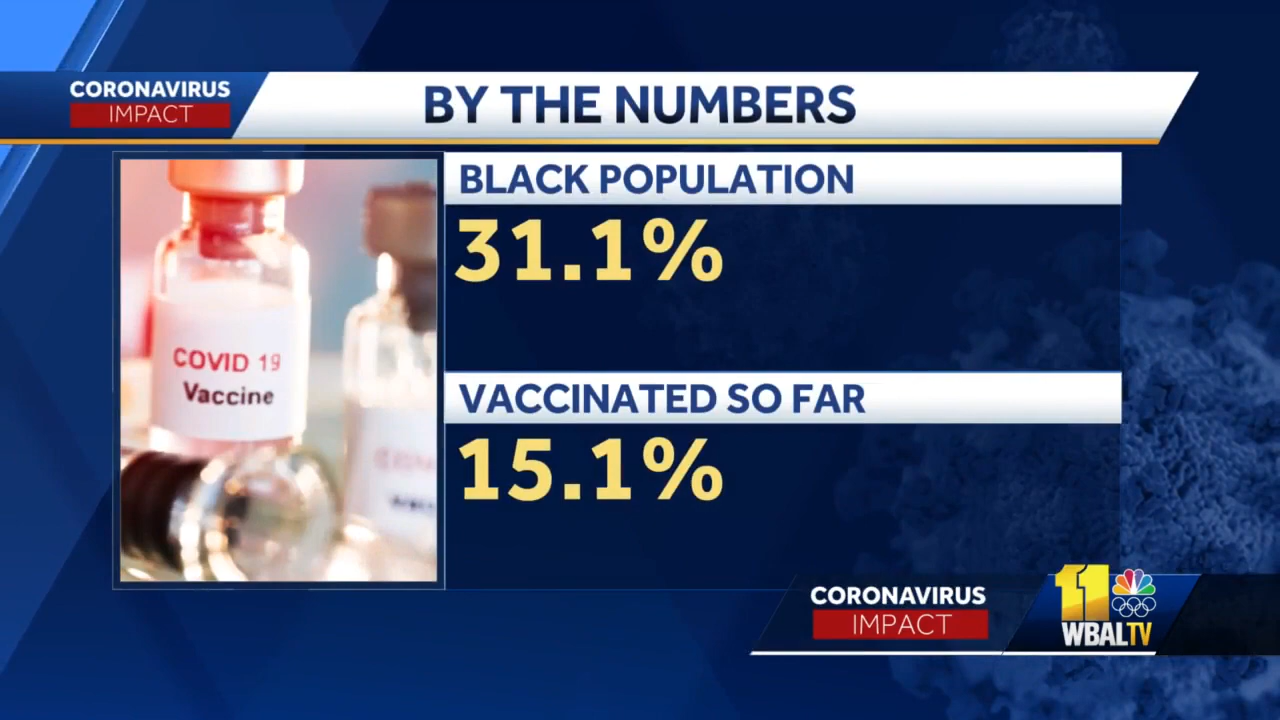 CORONAVIRUS
IMPACT
BY THE NUMBERS
BLACK POPULATION
31.1%
COVID 19
Vaccine
VACCINATED SO FAR
15.1%
CORONAVIRUS
IMPACT
11
WBALTV